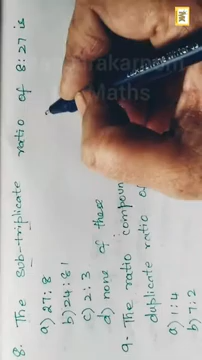 8. The sub-triplicate ratio of 8:27 is
a) 27:8
b) 24:81
c) 2:3
d) none of these
9. The ratio compoun
duplicate ratio
a) 1:4
b) 7:2
Maths